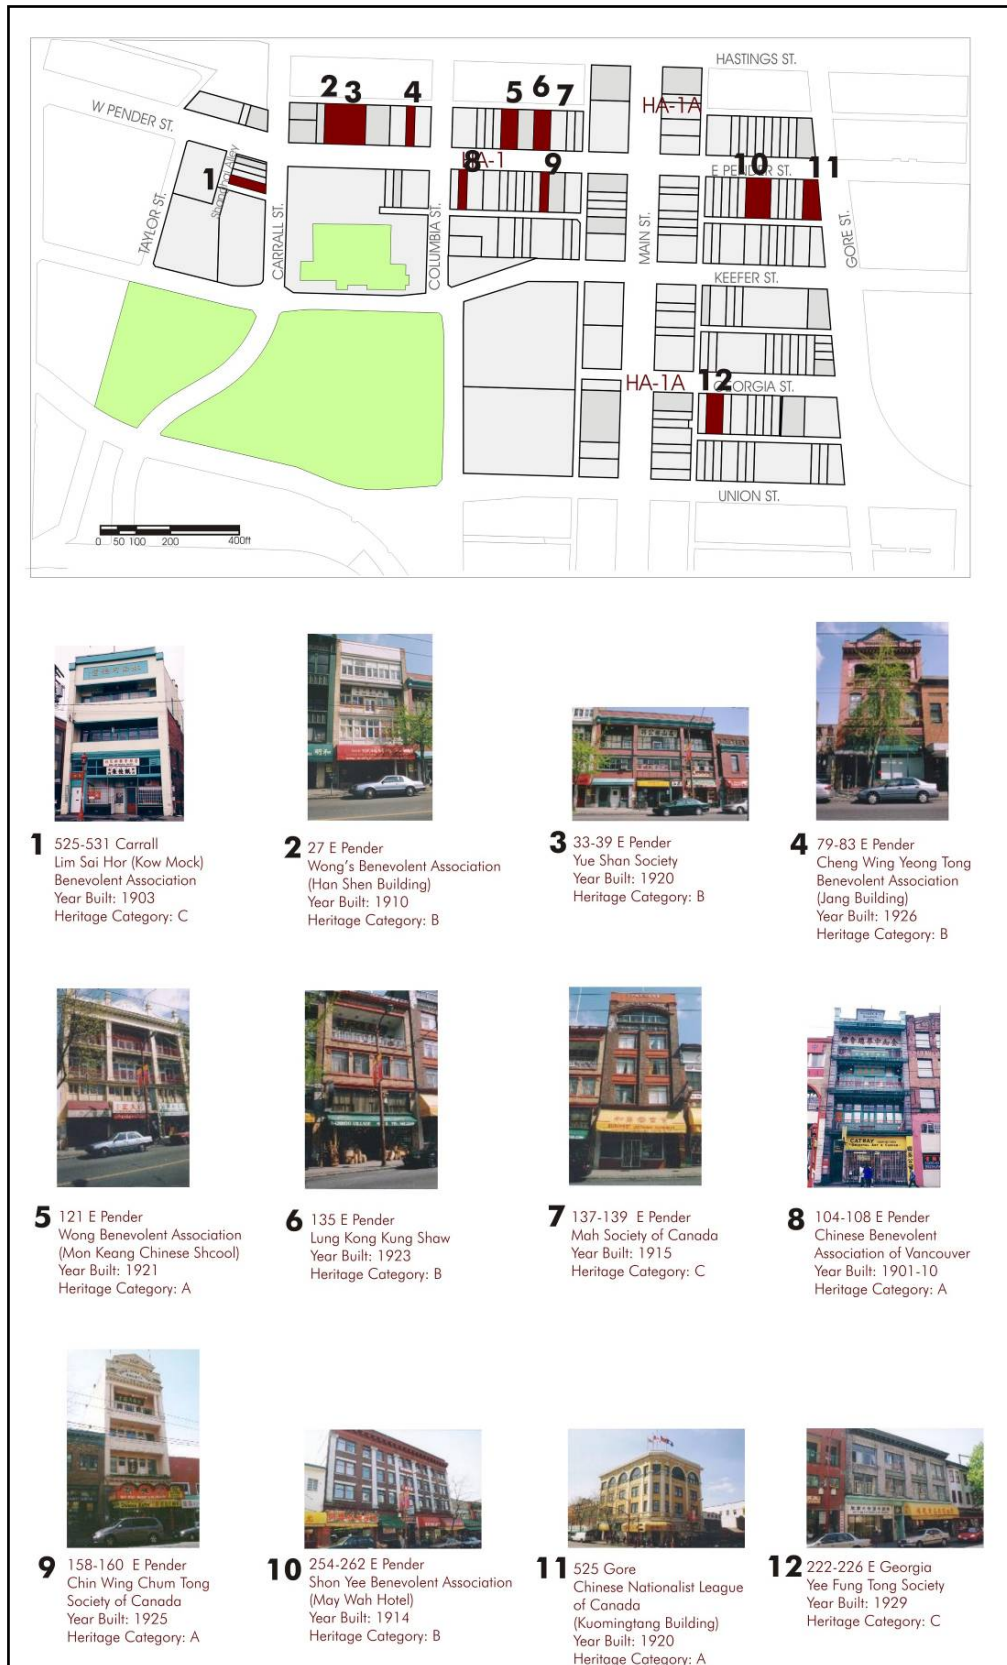 HASTINGS ST.
2
3
4
5
6
7
HA-1A
W PENDER ST.
HA-1
8
9
E PENDER ST.
10
11
1
Shanghai Alley
TAYLOR ST.
CARRALL ST.
COLUMBIA ST.
MAIN ST.
GORE ST.
KEEFER ST.
HA-1A
12
GEORGIA ST.
UNION ST.
0 50 100 200 400ft
1
525-531 Carrall
Lim Sai Hor (Kow Mock)
Benevolent Association
Year Built: 1903
Heritage Category: C
2
27 E Pender
Wong's Benevolent Association
(Han Shen Building)
Year Built: 1910
Heritage Category: B
3
33-39 E Pender
Yue Shan Society
Year Built: 1920
Heritage Category: B
4
79-83 E Pender
Cheng Wing Yeong Tong
Benevolent Association
(Jang Building)
Year Built: 1926
Heritage Category: B
5
121 E Pender
Wong Benevolent Association
(Mon Keang Chinese Shcool)
Year Built: 1921
Heritage Category: A
6
135 E Pender
Lung Kong Kung Shaw
Year Built: 1923
Heritage Category: B
7
137-139 E Pender
Mah Society of Canada
Year Built: 1915
Heritage Category: C
CATHAY
8
104-108 E Pender
Chinese Benevolent
Association of Vancouver
Year Built: 1901-10
Heritage Category: A
9
158-160 E Pender
Chin Wing Chum Tong
Society of Canada
Year Built: 1925
Heritage Category: A
10
254-262 E Pender
Shon Yee Benevolent Association
(May Wah Hotel)
Year Built: 1914
Heritage Category: B
11
525 Gore
Chinese Nationalist League
of Canada
(Kuomingtang Building)
Year Built: 1920
Heritage Category: A
12
222-226 E Georgia
Yee Fung Tong Society
Year Built: 1929
Heritage Category: C